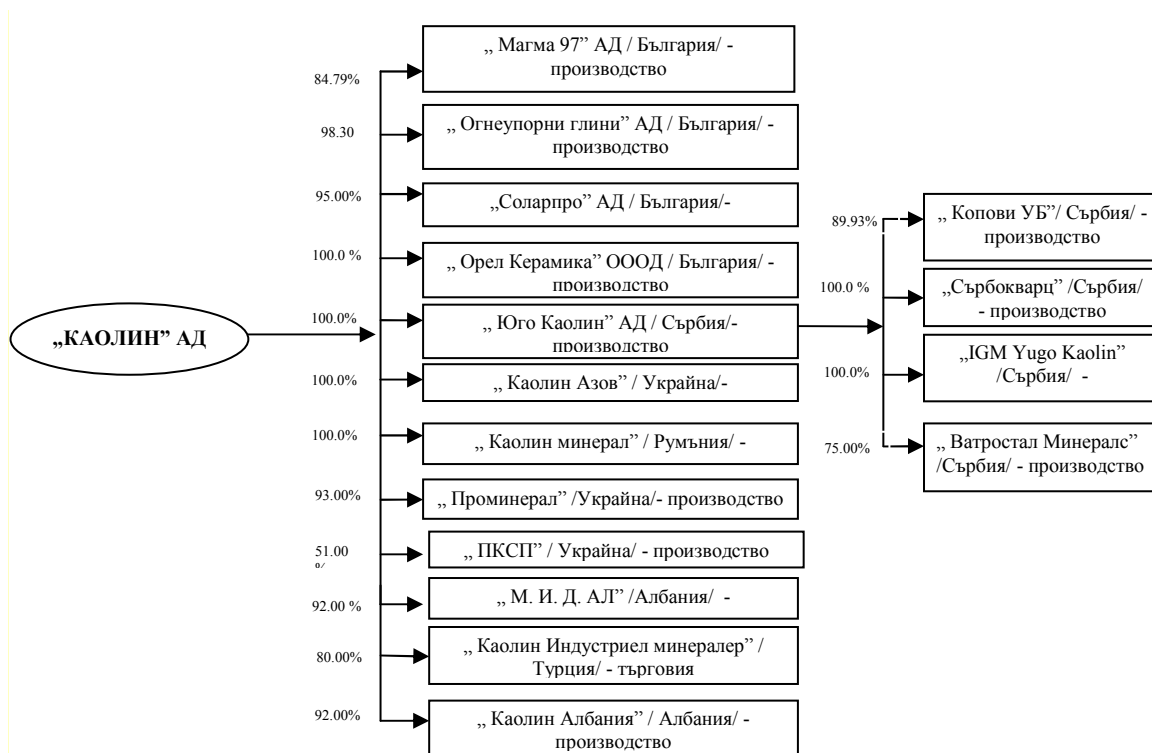 „КАОЛИН” АД
84.79%
„ Магма 97” АД / България/ -
производство
98.30
„ Огнеупорни глини” АД / България/ -
производство
95.00%
„Соларпро” АД / България/-
100.0 %
„ Орел Керамика” ОООД / България/ -
производство
100.0%
„ Юго Каолин” АД / Сърбия/-
производство
100.0%
„ Каолин Азов” / Украйна/-
100.0%
„ Каолин минерал” / Румъния/ -
93.00%
„ Проминерал” /Украйна/- производство
51.00
%
„ ПКСП” / Украйна/ - производство
92.00 %
„ М. И. Д. АЛ” /Албания/ -
80.00%
„ Каолин Индустриел минералер” /
Турция/ - търговия
92.00%
„ Каолин Албания” / Албания/ -
производство
89.93%
„ Копови УБ”/ Сърбия/ -
производство
100.0 %
„Сърбокварц” /Сърбия/
- производство
100.0%
„IGM Yugo Kaolin”
/Сърбия/ -
75.00%
„ Ватростал Минералс”
/Сърбия/ - производство